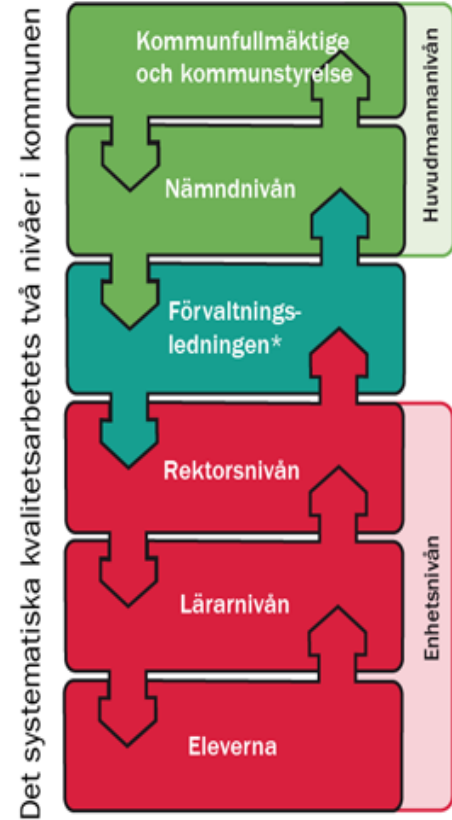 Det systematiska kvalitetsarbetets två nivåer i kommunen
Kommunfullmäktige
och kommunstyrelse
Nämndnivån
Huvudmannanivån
Förvaltnings-
ledningen*
Rektorsnivån
Lärarnivån
Eleverna
Enhetsnivån